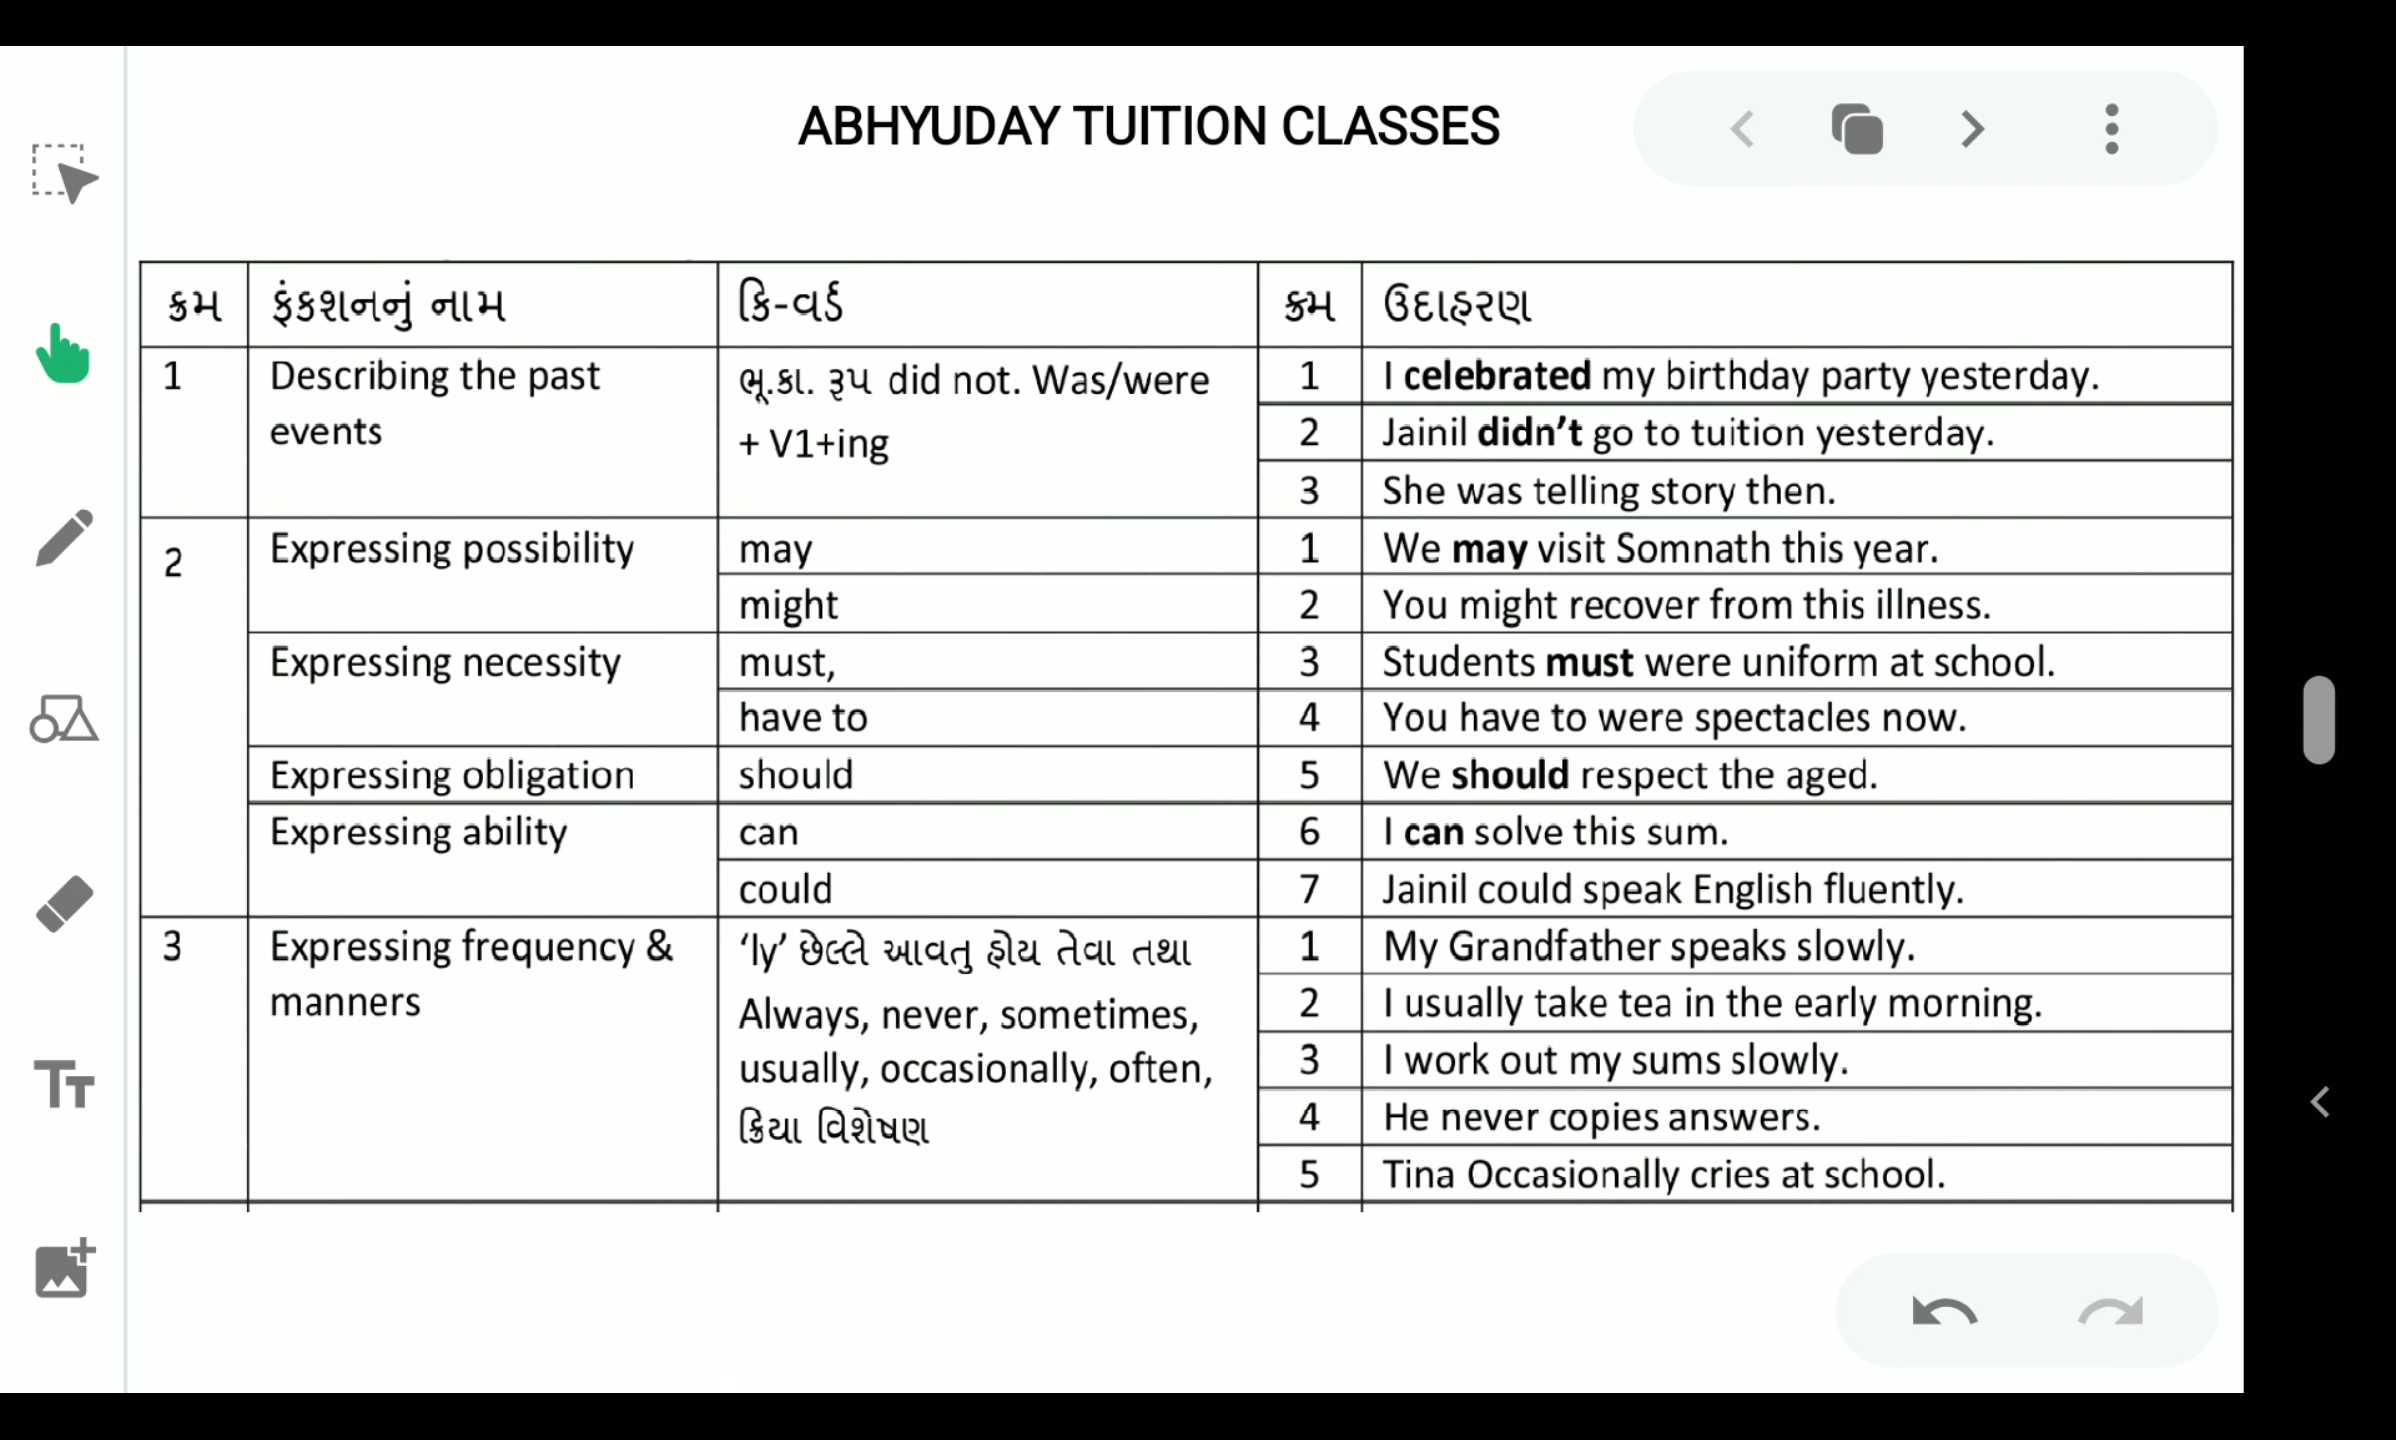 ABHYUDAY TUITION CLASSES
ક્રમ ફંકશનનું નામ કિ-વર્ડ ક્રમ ઉદાહરણ
1 Describing the past events ભૂ.કા. રૂપ did not. Was/were + V1+ing 1 I celebrated my birthday party yesterday.
2 Jainil didn’t go to tuition yesterday.
3 She was telling story then.
2 Expressing possibility may 1 We may visit Somnath this year.
might 2 You might recover from this illness.
Expressing necessity must, 3 Students must were uniform at school.
have to 4 You have to were spectacles now.
Expressing obligation should 5 We should respect the aged.
Expressing ability can 6 I can solve this sum.
could 7 Jainil could speak English fluently.
3 Expressing frequency & manners ‘ly’ છેલ્લે આવતુ હોય તેવા તથા Always, never, sometimes, usually, occasionally, often, ક્રિયા વિશેષણ 1 My Grandfather speaks slowly.
2 I usually take tea in the early morning.
3 I work out my sums slowly.
4 He never copies answers.
5 Tina Occasionally cries at school.